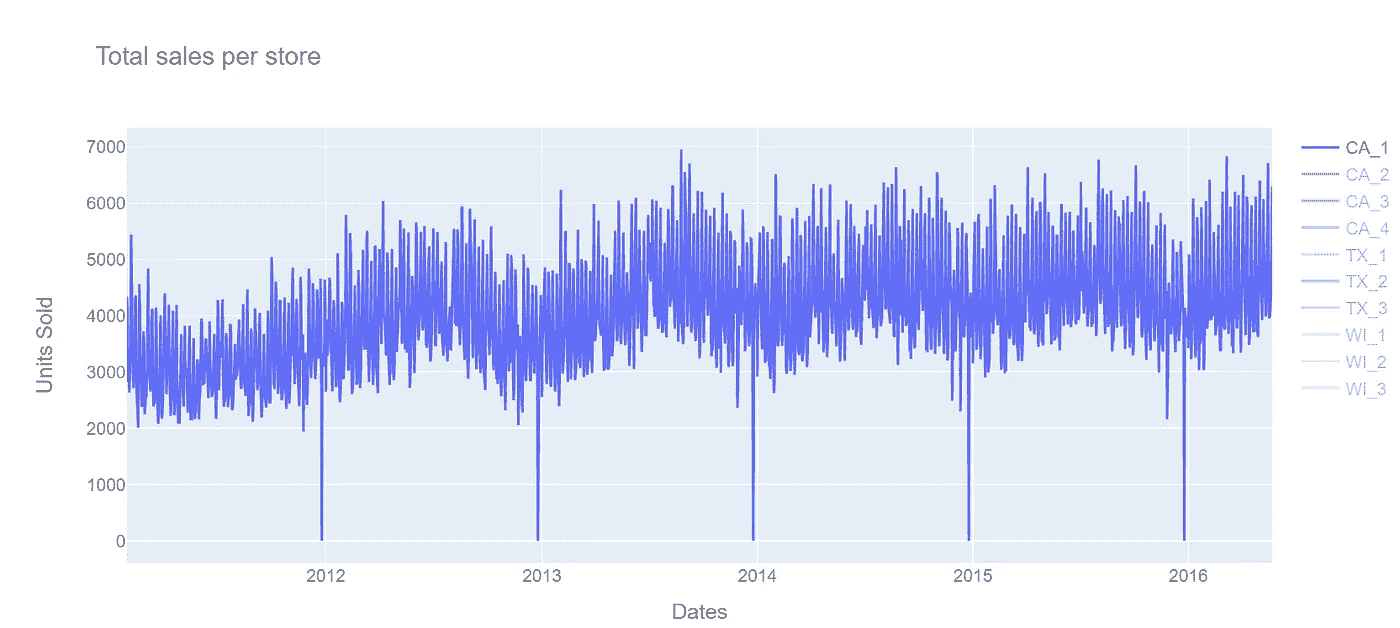 Total sales per store
7000
6000
5000
4000
3000
2000
1000
0
Units Sold
2012
2013
2014
2015
2016
Dates
CA_1
CA_2
CA_3
CA_4
TX_1
TX_2
TX_3
WI_1
WI_2
WI_3